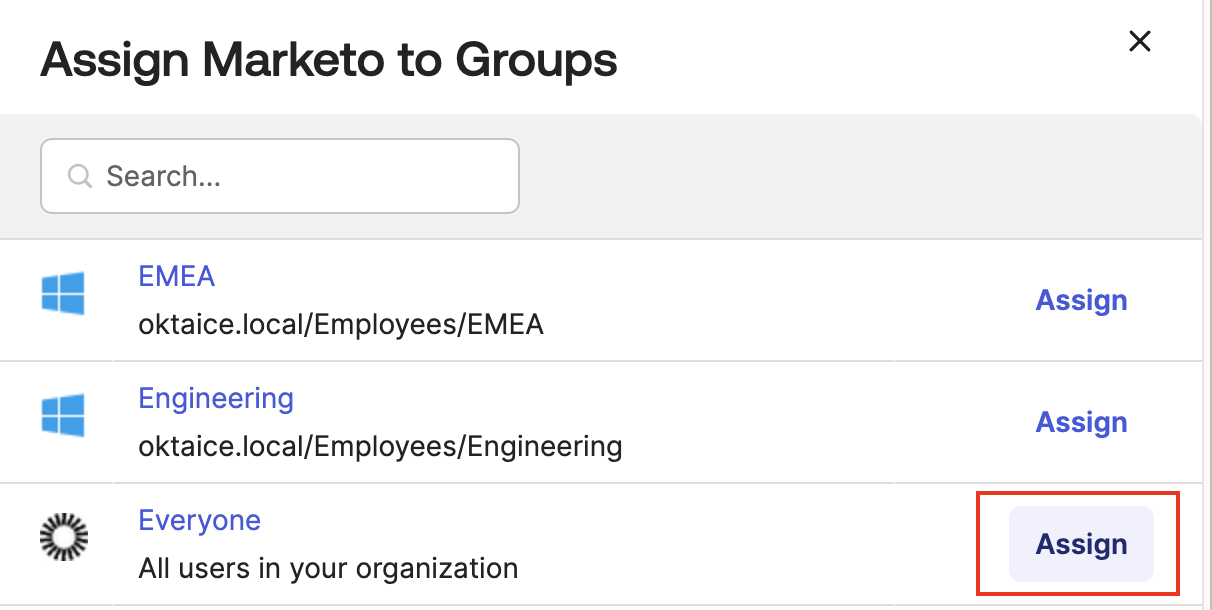 Assign Marketo to Groups
Search...
EMEA
oktaice.local/Employees/EMEA
Assign
Engineering
oktaice.local/Employees/Engineering
Assign
Everyone
All users in your organization
Assign